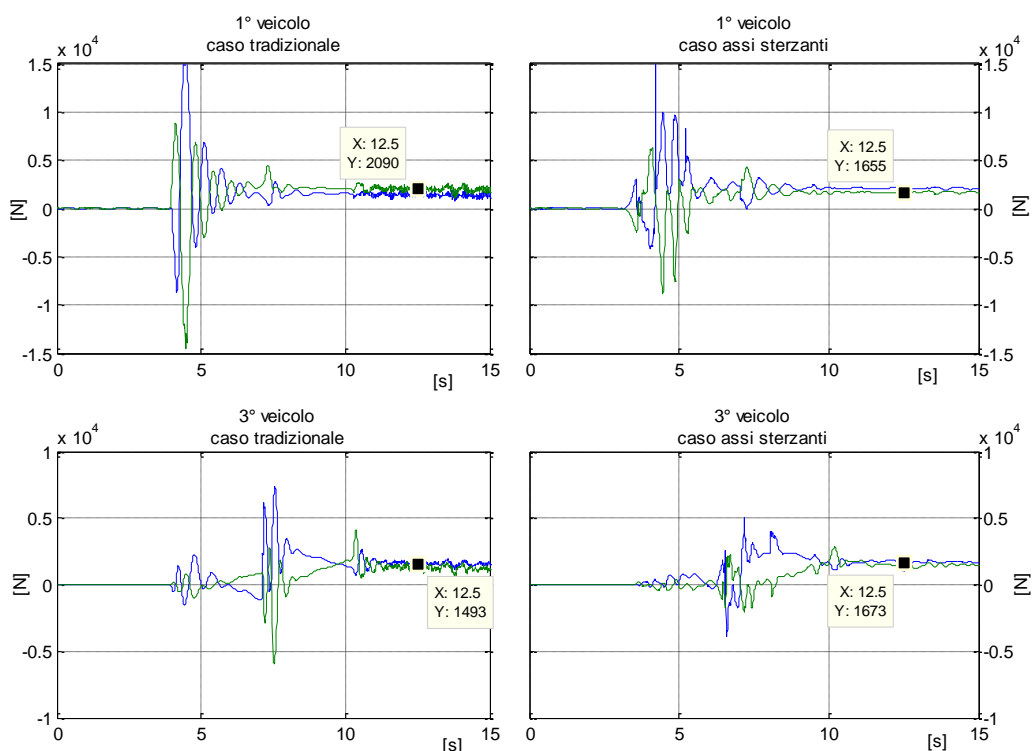 1° veicolo
caso tradizionale
x 10^4
1.5
1
0.5
0
-0.5
-1
-1.5
[N]
X: 12.5
Y: 2090
0 5 10 15
[s]
1° veicolo
caso assi sterzanti
x 10^4
1.5
1
0.5
0
-0.5
-1
-1.5
[N]
X: 12.5
Y: 1655
0 5 10 15
[s]
3° veicolo
caso tradizionale
x 10^4
1
0.5
0
-0.5
-1
[N]
X: 12.5
Y: 1493
0 5 10 15
[s]
3° veicolo
caso assi sterzanti
x 10^4
1
0.5
0
-0.5
-1
[N]
X: 12.5
Y: 1673
0 5 10 15
[s]